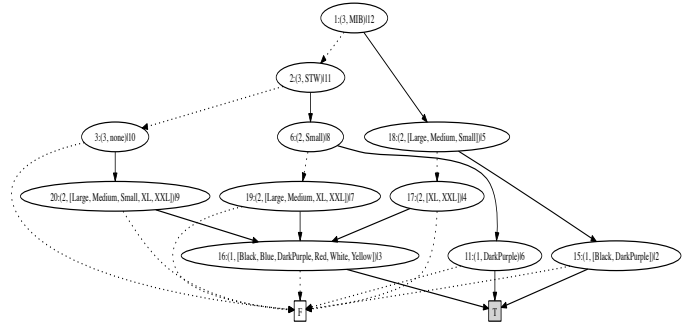 1:(3, MIB)|12
2:(3, STW)|11
3:(3, none)|10
6:(2, Small)|8
18:(2, [Large, Medium, Small])|5
20:(2, [Large, Medium, Small, XL, XXL])|9
19:(2, [Large, Medium, XL, XXL])|7
17:(2, [XL, XXL])|4
16:(1, [Black, Blue, DarkPurple, Red, White, Yellow])|3
11:(1, DarkPurple)|6
15:(1, [Black, DarkPurple])|2
F
T